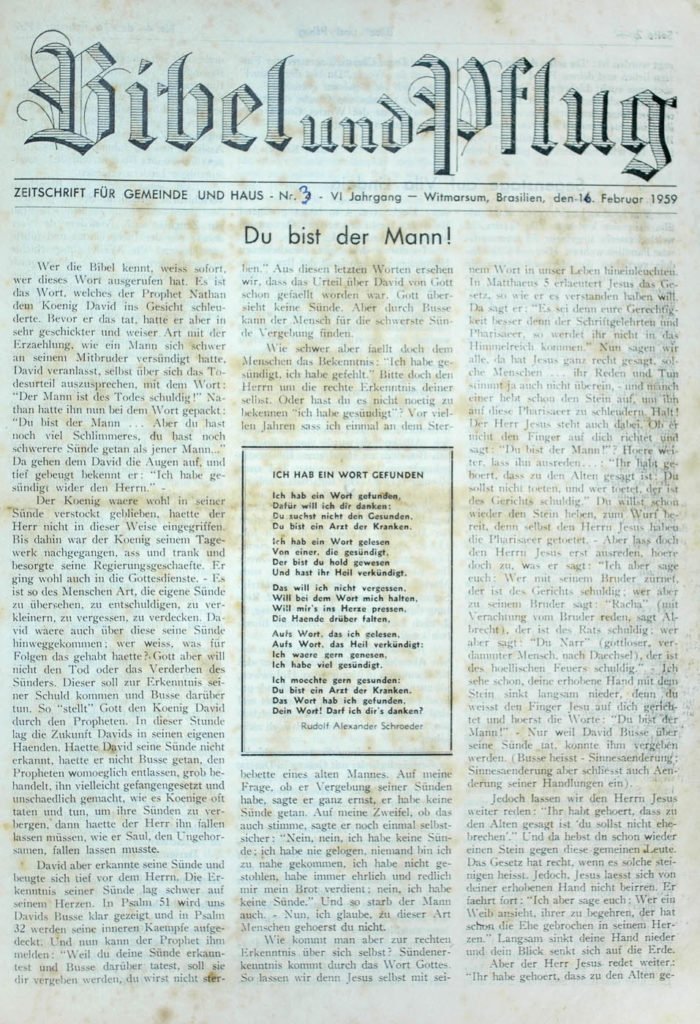 Bibel und Pflug
ZEITSCHRIFT FÜR GEMEINDE UND HAUS - Nr. 3 - VI Jahrgang — Witmarsum, Brasilien, den 16. Februar 1959
Du bist der Mann!
Wer die Bibel kennt, weiss sofort,
wer dieses Wort ausgerufen hat. Es ist
das Wort, welches der Prophet Nathan
dem Koenig David ins Gesicht schleu-
derte. Bevor er das tat, hatte er aber in
sehr geschickter und weiser Art mit der
Erzaehlung, wie ein Mann sich schwer
an seinem Mitbruder versündigt hatte,
David veranlasst, selbst über sich das To-
desurteil auszusprechen, mit dem Wort:
"Der Mann ist des Todes schuldig!" Na-
than hatte ihn nun bei dem Wort gepackt:
"Du bist der Mann ... Aber du hast
noch viel Schlimmeres, du hast noch
schwerere Sünde getan als jener Mann..."
Da gehen dem David die Augen auf, und
tief gebeugt bekennt er: "Ich habe ge-
sündigt wider den Herrn." -
Der Koenig waere wohl in seiner
Sünde verstockt geblieben, haette der
Herr nicht in dieser Weise eingegriffen.
Bis dahin war der Koenig seinem Tage-
werk nachgegangen, ass und trank und
besorgte seine Regierungsgeschaefte. Er
ging wohl auch in die Gottesdienste. - Es
ist so des Menschen Art, die eigene Sünde
zu übersehen, zu entschuldigen, zu ver-
kleinern, zu vergessen, zu verdecken. Da-
vid waere auch über diese seine Sünde
hinweggekommen; wer weiss, was für
Folgen das gehabt haette? Gott aber will
nicht den Tod oder das Verderben des
Sünders. Dieser soll zur Erkenntnis sei-
ner Schuld kommen und Busse darüber
tun. So "stellt" Gott den Koenig David
durch den Propheten. In dieser Stunde
lag die Zukunft Davids in seinen eigenen
Haenden. Haette David seine Sünde nicht
erkannt, haette er nicht Busse getan, den
Propheten womoeglich entlassen, grob be-
handelt, ihn vielleicht gefangengesetzt und
unschaedlich gemacht, wie es Koenige oft
taten und tun, um ihre Sünden zu ver-
bergen, dann haette der Herr ihn fallen
lassen müssen, wie er Saul, den Ungehor-
samen, fallen lassen musste.
David aber erkannte seine Sünde und
beugte sich tief vor dem Herrn. Die Er-
kenntnis seiner Sünde lag schwer auf
seinem Herzen. In Psalm 51 wird uns
Davids Busse klar gezeigt und in Psalm
32 werden seine inneren Kaempfe aufge-
deckt. Und nun kann der Prophet ihm
melden: "Weil du deine Sünde erkann-
test und Busse darüber tatest, soll sie
dir vergeben werden, du wirst nicht ster-
ben." Aus diesen letzten Worten ersehen
wir, dass das Urteil über David von Gott
schon gefaellt worden war. Gott über-
sieht keine Sünde. Aber durch Busse
kann der Mensch für die schwerste Sün-
de Vergebung finden.
Wie schwer aber faellt doch dem
Menschen das Bekenntnis: "Ich habe ge-
sündigt, ich habe gefehlt." Bitte doch den
Herrn um die rechte Erkenntnis deiner
selbst. Oder hast du es nicht noetig zu
bekennen "ich habe gesündigt"? Vor vie-
len Jahren sass ich einmal an dem Ster-
ICH HAB EIN WORT GEFUNDEN
Ich hab ein Wort gefunden,
Dafür will ich dir danken:
Du suchst nicht den Gesunden,
Du bist ein Arzt der Kranken.
Ich hab ein Wort gelesen
Von einer, die gesündigt,
Der bist du hold gewesen
Und hast ihr Heil verkündigt.
Das will ich nicht vergessen,
Will bei dem Wort mich halten,
Will mir's ins Herze pressen,
Die Haende drüber falten,
Aufs Wort, das ich gelesen,
Aufs Wort, das Heil verkündigt:
Ich waere gern genesen,
Ich habe viel gesündigt.
Ich moechte gern gesunden:
Du bist ein Arzt der Kranken.
Das Wort hab ich gefunden.
Dein Wort! Darf ich dir's danken?
Rudolf Alexander Schroeder
bebette eines alten Mannes. Auf meine
Frage, ob er Vergebung seiner Sünden
habe, sagte er ganz ernst, er habe keine
Sünde getan. Auf meine Zweifel, ob das
auch stimme, sagte er noch einmal selbst-
sicher: "Nein, nein, ich habe keine Sün-
de; ich habe nie gelogen, niemand bin ich
zu nahe gekommen, ich habe nicht ge-
stohlen, habe immer ehrlich und redlich
mir mein Brot verdient; nein, ich habe
keine Sünde." Und so starb der Mann
auch. - Nun, ich glaube, zu dieser Art
Menschen gehoerst du nicht.
Wie kommt man aber zur rechten
Erkenntnis über sich selbst? Sündener-
kenntnis kommt durch das Wort Gottes.
So lassen wir denn Jesus selbst mit sei-
nem Wort in unser Leben hineinleuchten.
In Matthaeus 5 erlaeutert Jesus das Ge-
setz, so wie er es verstanden haben will.
Da sagt er: "Es sei denn eure Gerechtig-
keit besser denn der Schriftgelehrten und
Pharisaeer, so werdet ihr nicht in das
Himmelreich kommen." Nun sagen wir
alle, da hat Jesus ganz recht gesagt, sol-
che Menschen ... ihr Reden und Tun
stimmt ja auch nicht überein, - und manch
einer hebt schon den Stein auf, um ihn
auf diese Pharisaeer zu schleudern. Halt!
Der Herr Jesus steht auch dabei. Ob er
nicht den Finger auf dich richtet und
sagt: "Du bist der Mann!"? Hoere wei-
ter, lass ihn ausreden...: "Ihr habt ge-
hoert, dass zu den Alten gesagt ist: Du
sollst nicht toeten, und wer toetet, der ist
des Gerichts schuldig." Du willst schon
wieder den Stein heben, zum Wurf be-
reit, denn selbst den Herrn Jesus haben
die Pharisaeer getoetet. - Aber lass doch
den Herrn Jesus erst ausreden, hoere
doch zu, was er sagt: "Ich aber sage
euch: Wer mit seinem Bruder zürnet,
der ist des Gerichts schuldig; wer aber
zu seinem Bruder sagt: "Racha" (mit
Verachtung vom Bruder reden, sagt Al-
brecht), der ist des Rats schuldig; wer
aber sagt: "Du Narr" (gottloser, ver-
dammter Mensch, nach Daechsel), der ist
des hoellischen Feuers schuldig." - Ich
sehe schon, deine erhobene Hand mit dem
Stein sinkt langsam nieder, denn du
weisst den Finger Jesu auf dich gerich-
tet und hoerst die Worte: "Du bist der
Mann!" - Nur weil David Busse über
seine Sünde tat, konnte ihm vergeben
werden. (Busse heisst - Sinnesaenderung;
Sinnesaenderung aber schliesst auch Aen-
derung seiner Handlungen ein).
Jedoch lassen wir den Herrn Jesus
weiter reden: "Ihr habt gehoert, dass zu
den Alten gesagt ist 'du sollst nicht ehe-
brechen'." Und da hebst du schon wieder
einen Stein gegen diese gemeinen Leute.
Das Gesetz hat recht, wenn es solche stei-
nigen heisst. Jedoch, Jesus laesst sich von
deiner erhobenen Hand nicht beirren. Er
faehrt fort: "Ich aber sage euch: Wer ein
Weib ansieht, ihrer zu begehren, der hat
schon die Ehe gebrochen in seinem Her-
zen." Langsam sinkt deine Hand nieder
und dein Blick senkt sich auf die Erde.
Aber der Herr Jesus redet weiter:
"Ihr habt gehoert, dass zu den Alten ge-